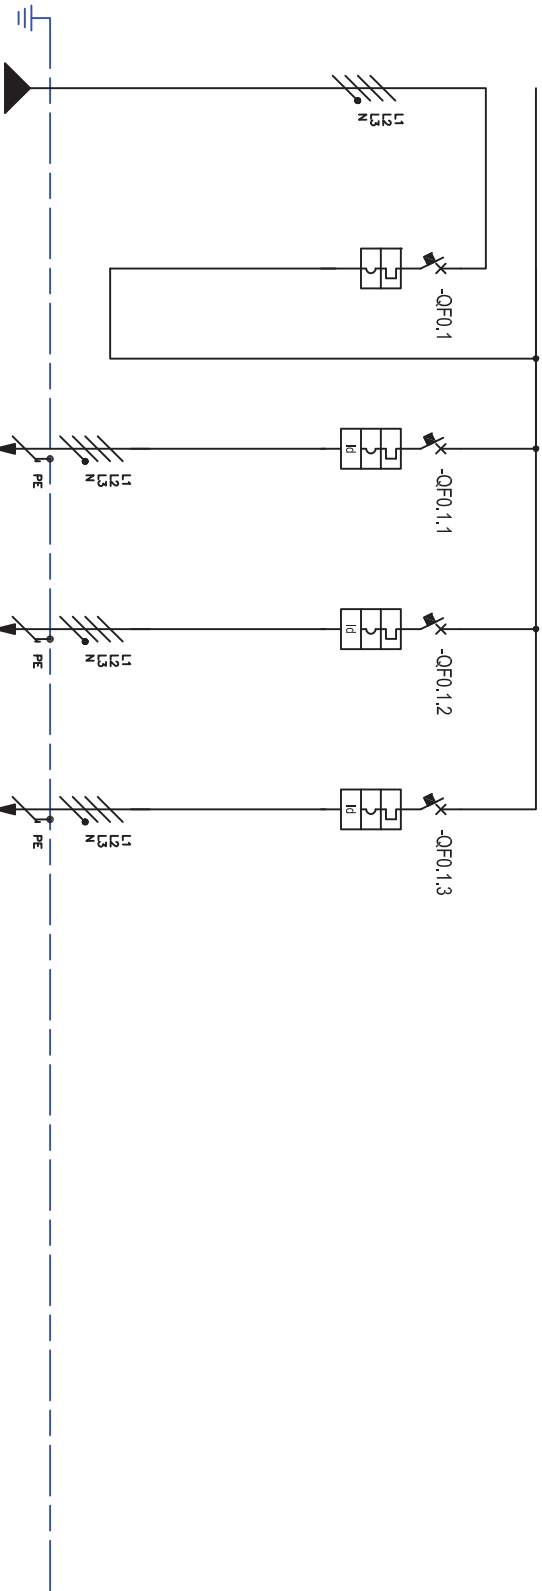 L1
L2
L3
N
-QF0.1
-QF0.1.1
Id
L1
L2
L3
N
PE
-QF0.1.2
Id
L1
L2
L3
N
PE
-QF0.1.3
Id
L1
L2
L3
N
PE